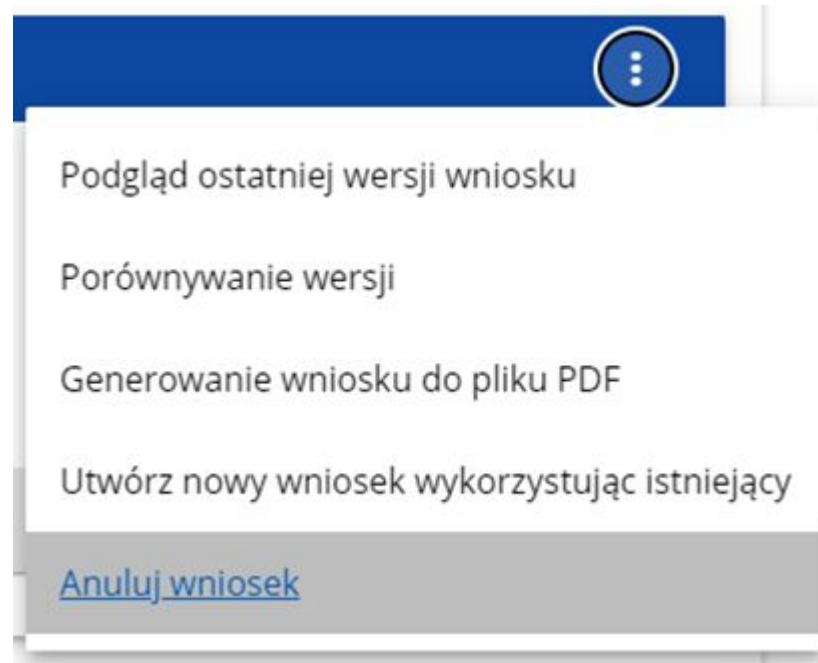 Podgląd ostatniej wersji wniosku
Porównywanie wersji
Generowanie wniosku do pliku PDF
Utwórz nowy wniosek wykorzystując istniejący
Anuluj wniosek